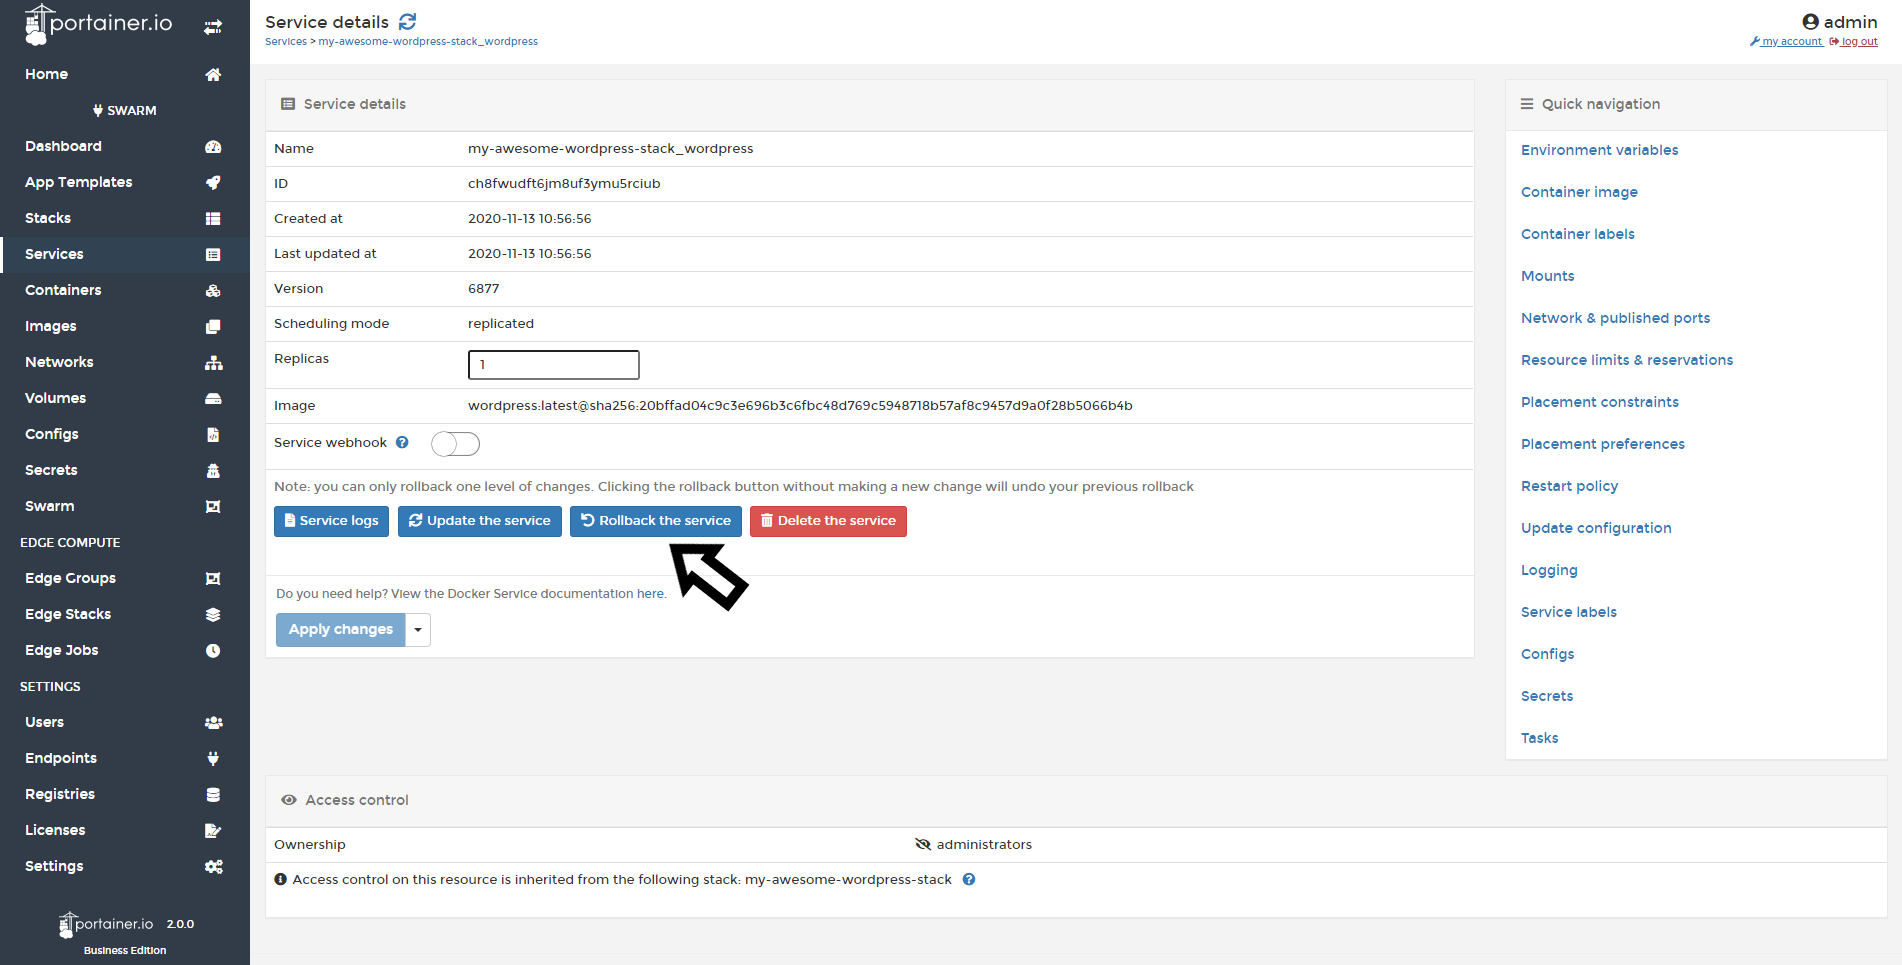 portainer.io
Home
SWARM
Dashboard
App Templates
Stacks
Services
Containers
Images
Networks
Volumes
Configs
Secrets
Swarm
EDGE COMPUTE
Edge Groups
Edge Stacks
Edge Jobs
SETTINGS
Users
Endpoints
Registries
Licenses
Settings
portainer.io 2.0.0
Business Edition
Service details
Services > my-awesome-wordpress-stack_wordpress
admin
my account log out
Service details
Name my-awesome-wordpress-stack_wordpress
ID ch8fwudft6jm8uf3ymu5rciub
Created at 2020-11-13 10:56:56
Last updated at 2020-11-13 10:56:56
Version 6877
Scheduling mode replicated
Replicas 1
Image wordpress:latest@sha256:20bffad04c9c3e696b3c6fbc48d769c5948718b57af8c9457d9a0f28b5066b4b
Service webhook
Note: you can only rollback one level of changes. Clicking the rollback button without making a new change will undo your previous rollback
Service logs Update the service Rollback the service Delete the service
Do you need help? View the Docker Service documentation here.
Apply changes
Quick navigation
Environment variables
Container image
Container labels
Mounts
Network & published ports
Resource limits & reservations
Placement constraints
Placement preferences
Restart policy
Update configuration
Logging
Service labels
Configs
Secrets
Tasks
Access control
Ownership administrators
Access control on this resource is inherited from the following stack: my-awesome-wordpress-stack